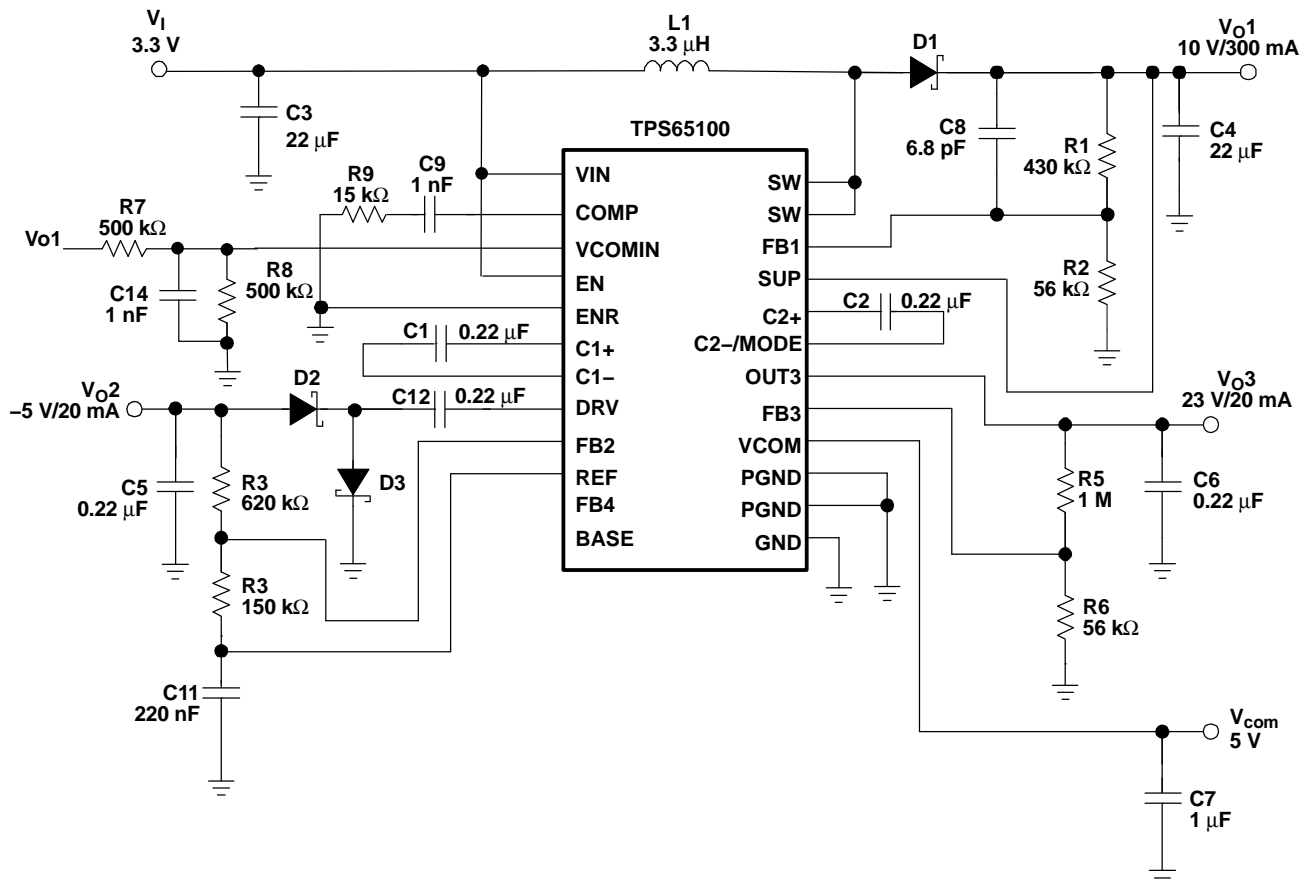 VI
3.3 V
L1
3.3 μH
D1
VO1
10 V/300 mA
C3
22 μF
TPS65100
C8
6.8 pF
R1
430 kΩ
C4
22 μF
R9
15 kΩ
C9
1 nF
R7
500 kΩ
Vo1
C14
1 nF
R8
500 kΩ
VIN
COMP
VCOMIN
EN
ENR
C1+
C1–
DRV
FB2
REF
FB4
BASE
SW
SW
FB1
SUP
C2+
C2–/MODE
OUT3
FB3
VCOM
PGND
PGND
GND
R2
56 kΩ
C2
0.22 μF
C1
0.22 μF
C12
0.22 μF
VO2
–5 V/20 mA
D2
D3
C5
0.22 μF
R3
620 kΩ
R3
150 kΩ
C11
220 nF
VO3
23 V/20 mA
R5
1 M
C6
0.22 μF
R6
56 kΩ
Vcom
5 V
C7
1 μF